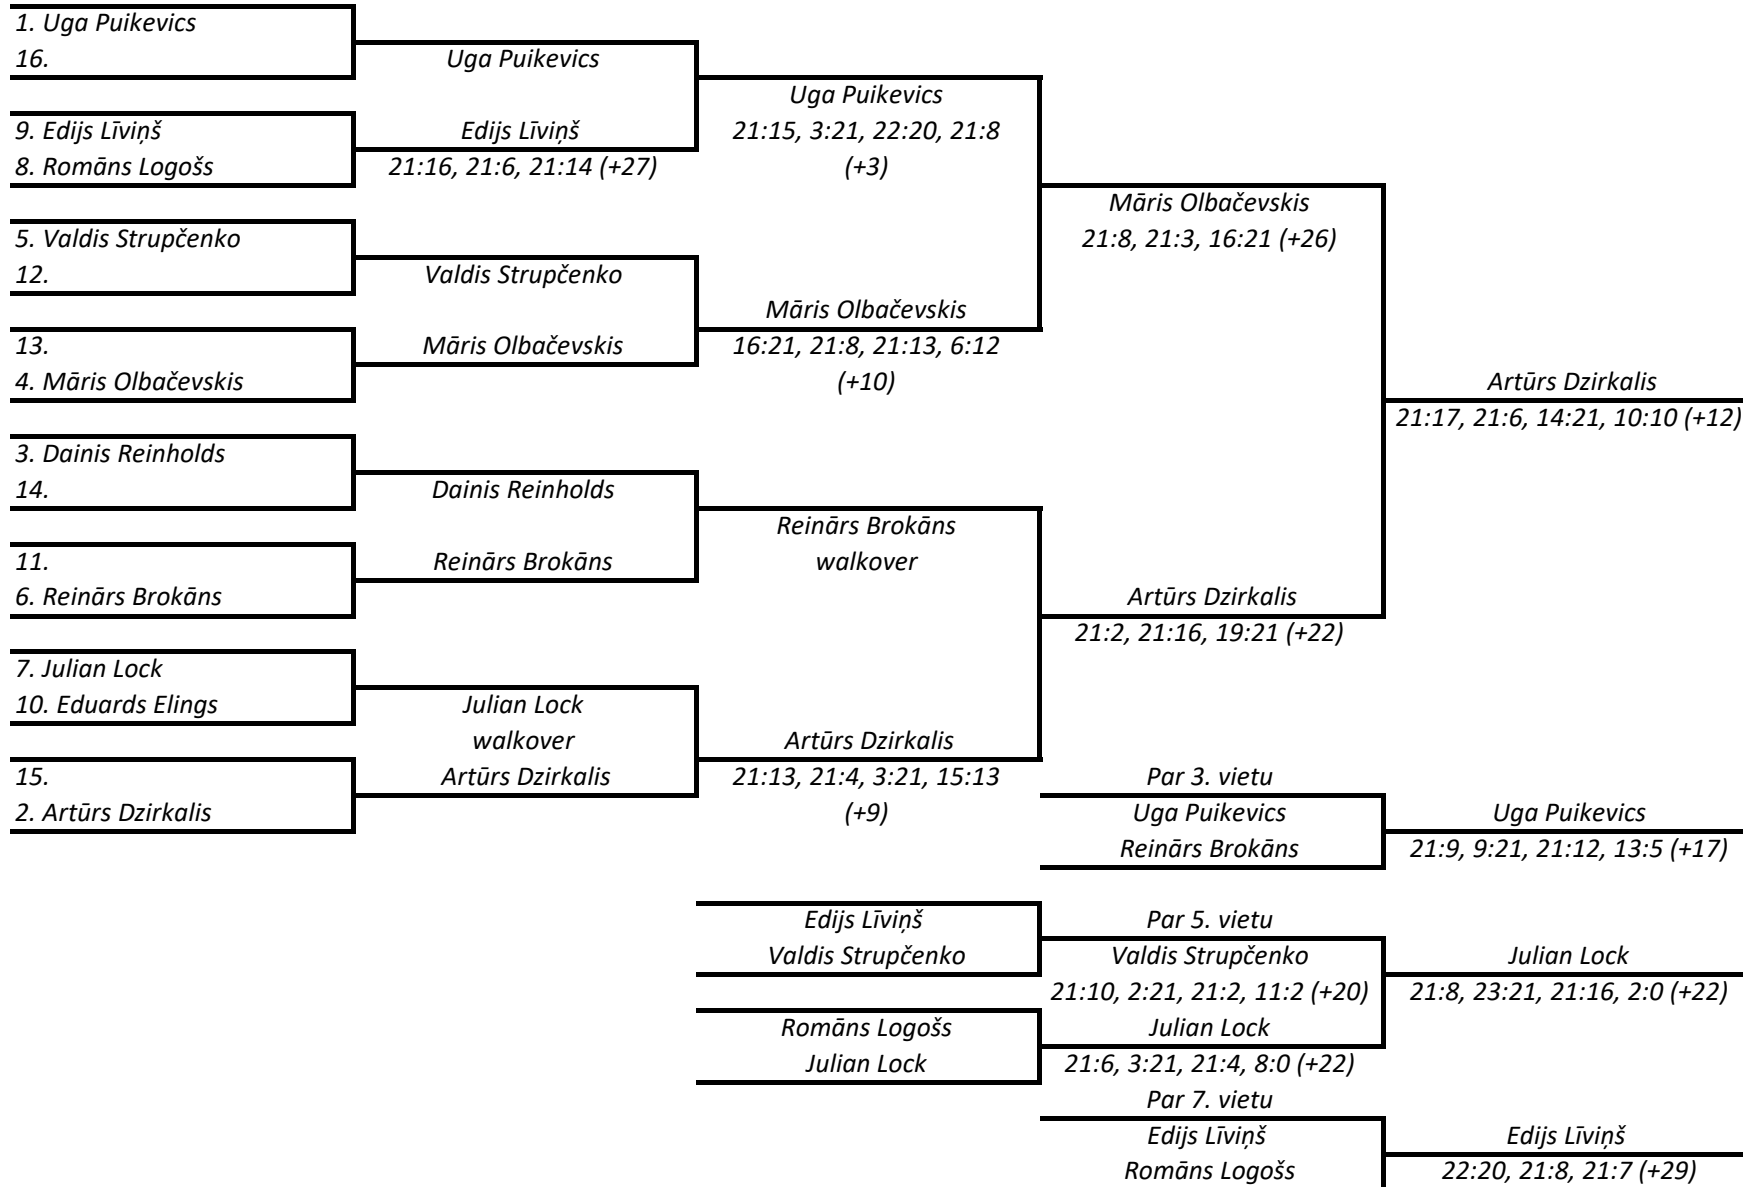 1. Uga Puikevics
16.
Uga Puikevics
Uga Puikevics
9. Edijs Līviņš
Edijs Līviņš
21:15, 3:21, 22:20, 21:8
8. Romāns Logošs
21:16, 21:6, 21:14 (+27)
(+3)
Māris Olbačevskis
5. Valdis Strupčenko
21:8, 21:3, 16:21 (+26)
12.
Valdis Strupčenko
Māris Olbačevskis
13.
Māris Olbačevskis
16:21, 21:8, 21:13, 6:12
4. Māris Olbačevskis
(+10)
Artūrs Dzirkalis
21:17, 21:6, 14:21, 10:10 (+12)
3. Dainis Reinholds
14.
Dainis Reinholds
Reinārs Brokāns
11.
Reinārs Brokāns
walkover
6. Reinārs Brokāns
Artūrs Dzirkalis
21:2, 21:16, 19:21 (+22)
7. Julian Lock
10. Eduards Elings
Julian Lock
walkover
Artūrs Dzirkalis
15.
Artūrs Dzirkalis
21:13, 21:4, 3:21, 15:13
Par 3. vietu
2. Artūrs Dzirkalis
(+9)
Uga Puikevics
Uga Puikevics
Reinārs Brokāns
21:9, 9:21, 21:12, 13:5 (+17)
Edijs Līviņš
Par 5. vietu
Valdis Strupčenko
Valdis Strupčenko
Julian Lock
21:10, 2:21, 21:2, 11:2 (+20)
21:8, 23:21, 21:16, 2:0 (+22)
Romāns Logošs
Julian Lock
Julian Lock
21:6, 3:21, 21:4, 8:0 (+22)
Par 7. vietu
Edijs Līviņš
Edijs Līviņš
Romāns Logošs
22:20, 21:8, 21:7 (+29)